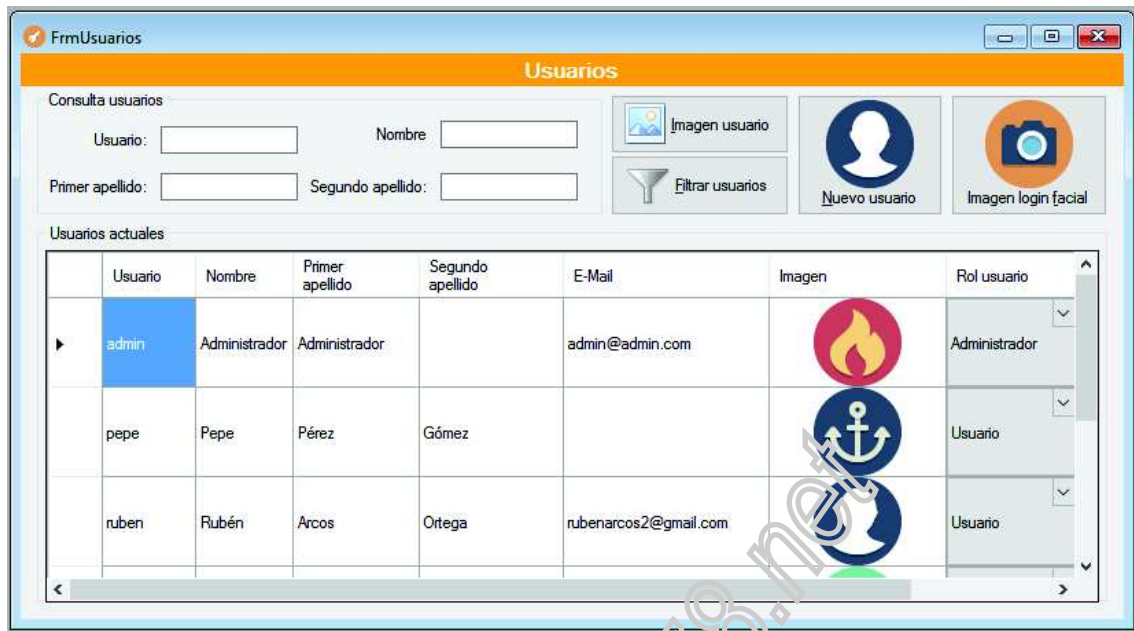 FrmUsuarios
Usuarios
Consulta usuarios
Usuario:
Nombre
Primer apellido:
Segundo apellido:
Imagen usuario
Filtrar usuarios
Nuevo usuario
Imagen login facial
Usuarios actuales
Usuario Nombre Primer apellido Segundo apellido E-Mail Imagen Rol usuario
admin Administrador Administrador admin@admin.com Administrador
pepe Pepe Pérez Gómez Usuario
ruben Rubén Arcos Ortega rubenarcos2@gmail.com Usuario